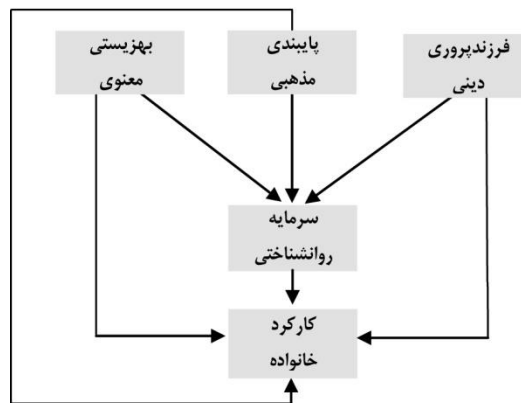 فرزندپروری
دینی
پایبندی
مذهبی
بهزیستی
معنوی
سرمایه
روانشناختی
کارکرد
خانواده